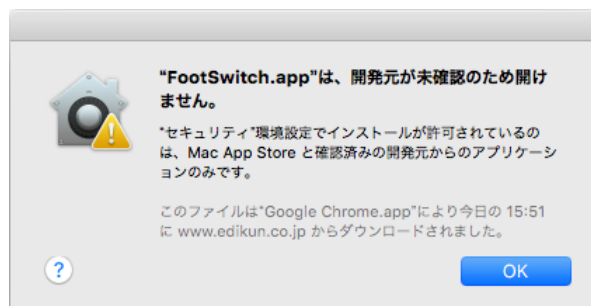 "FootSwitch.app"は、開発元が未確認のため開け
ません。
"セキュリティ"環境設定でインストールが許可されているの
は、Mac App Store と確認済みの開発元からのアプリケーシ
ョンのみです。
このファイルは"Google Chrome.app"により今日の 15:51
に www.edikun.co.jp からダウンロードされました。
?
OK